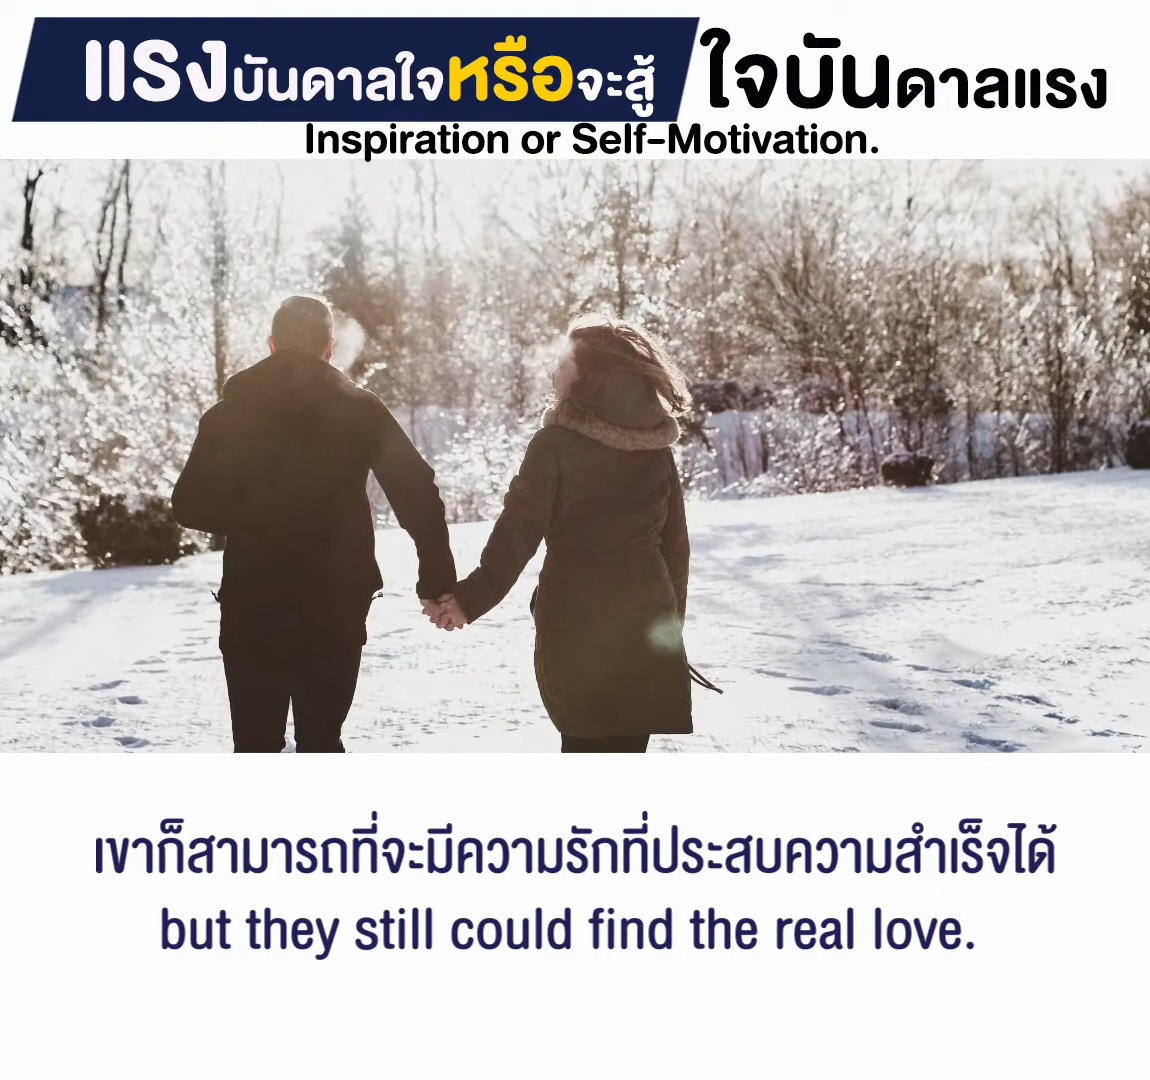 แรงบันดาลใจหรือจะสู้ ใจบันดาลแรง
Inspiration or Self-Motivation.
เขาก็สามารถที่จะมีความรักที่ประสบความสำเร็จได้
but they still could find the real love.